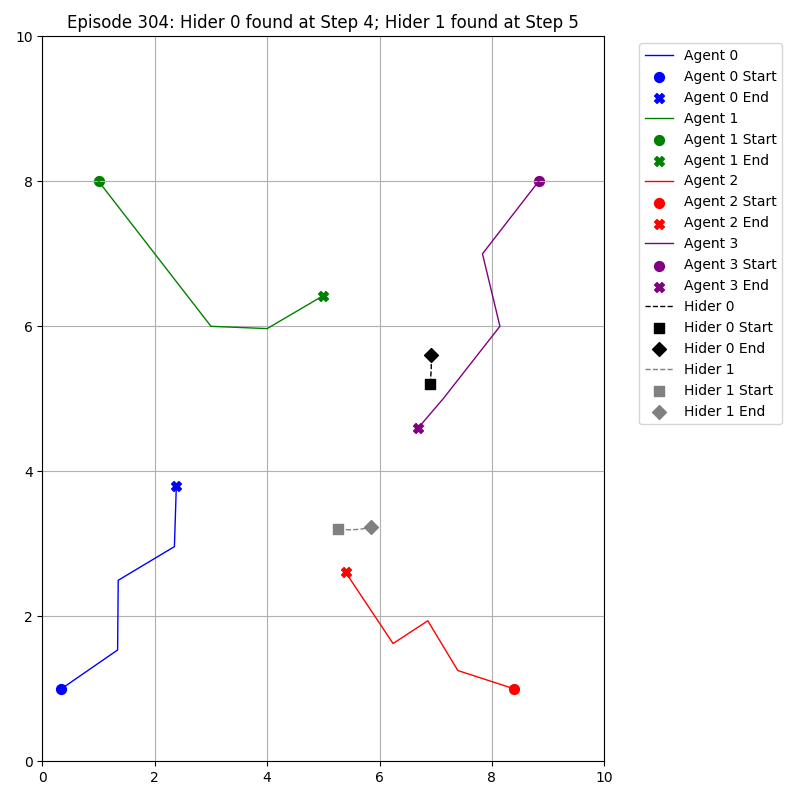 Episode 304: Hider 0 found at Step 4; Hider 1 found at Step 5
10
8
6
4
2
0
0 2 4 6 8 10
Agent 0
Agent 0 Start
Agent 0 End
Agent 1
Agent 1 Start
Agent 1 End
Agent 2
Agent 2 Start
Agent 2 End
Agent 3
Agent 3 Start
Agent 3 End
Hider 0
Hider 0 Start
Hider 0 End
Hider 1
Hider 1 Start
Hider 1 End